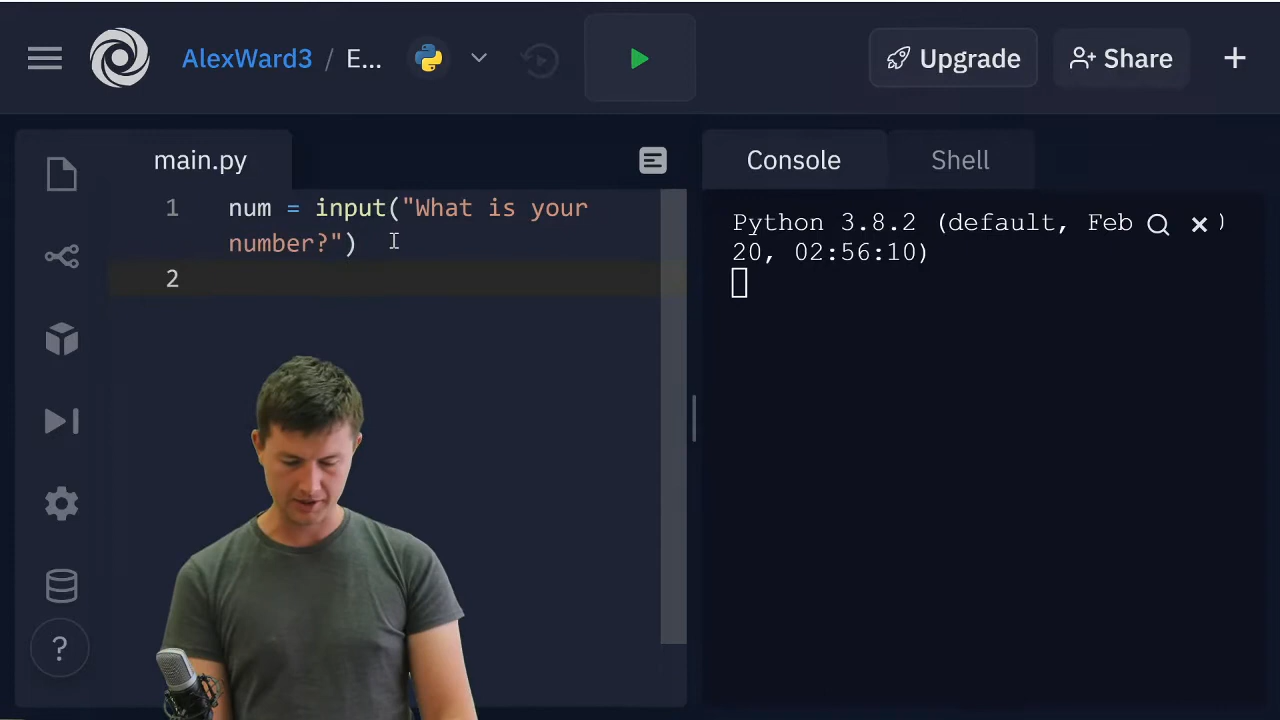 AlexWard3 / E...
Upgrade
Share
main.py
1 num = input("What is your
number?")
2
Console
Shell
Python 3.8.2 (default, Feb )
20, 02:56:10)
?